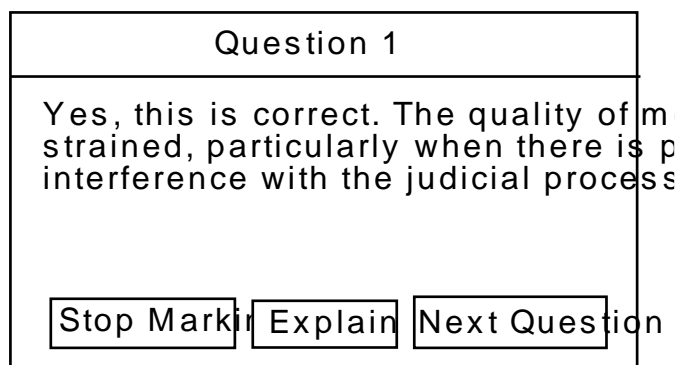 Question 1
Yes, this is correct. The quality of m
strained, particularly when there is p
interference with the judicial process
Stop Markin Explain Next Question